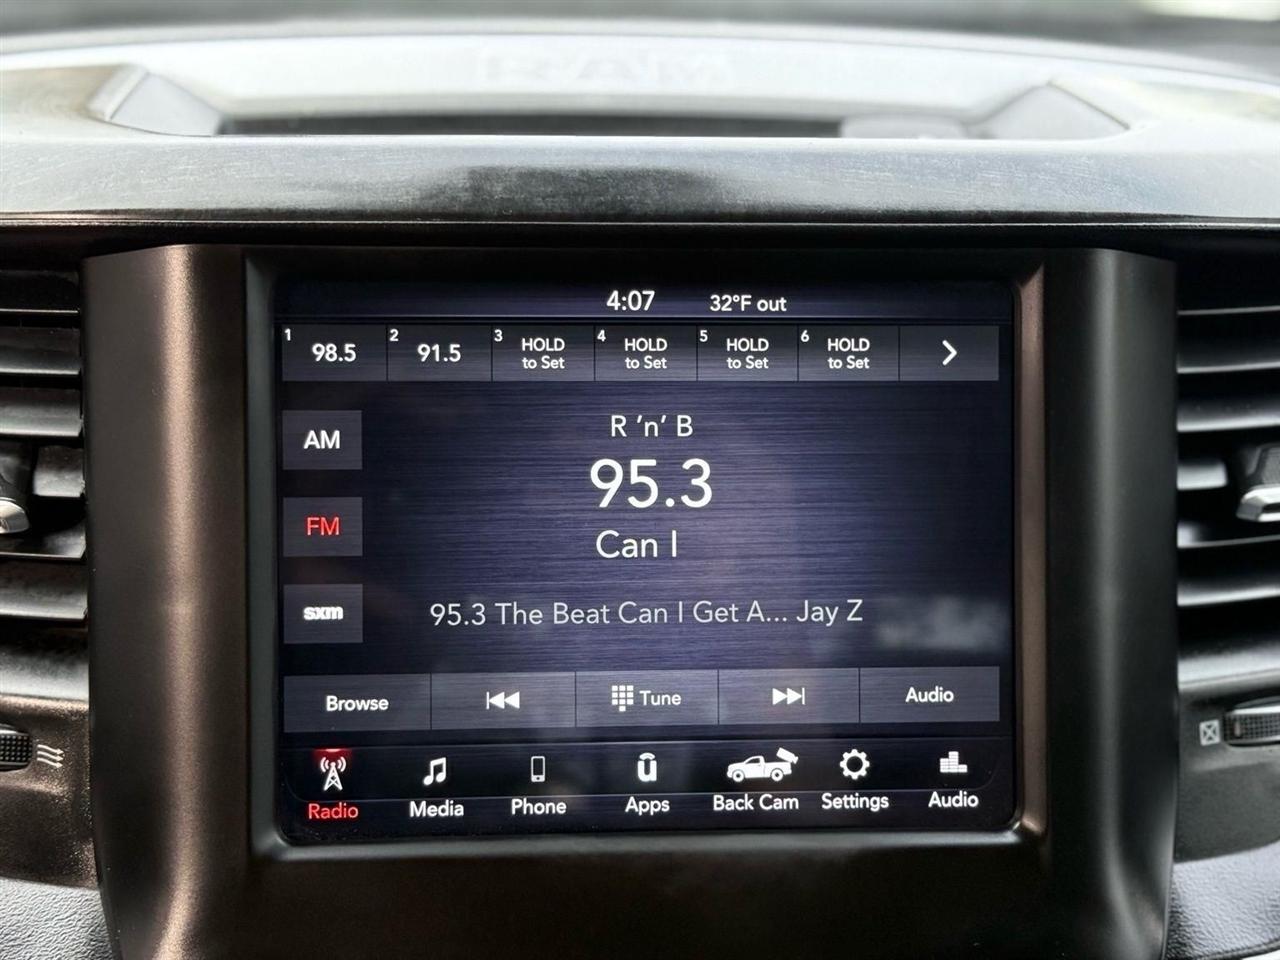 RAM
4:07 32°F out
1 98.5 2 91.5 3 HOLD to Set 4 HOLD to Set 5 HOLD to Set 6 HOLD to Set
R 'n' B
AM
95.3
FM
Can I
sxm
95.3 The Beat Can I Get A... Jay Z
Browse Tune Audio
Radio Media Phone Apps Back Cam Settings Audio